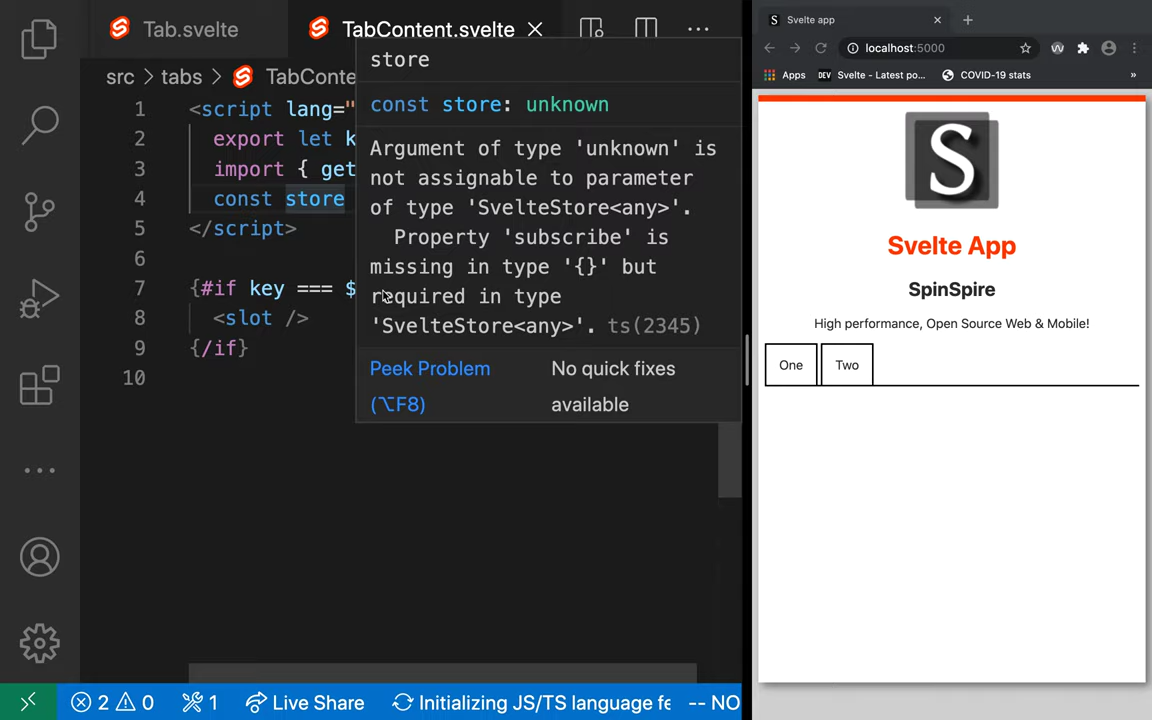 Tab.svelte
TabContent.svelte
src > tabs > TabConte
1 <script lang="
2 export let k
3 import { get
4 const store
5 </script>
6
7 {#if key === $
8 <slot />
9 {/if}
10
store
const store: unknown
Argument of type 'unknown' is
not assignable to parameter
of type 'SvelteStore<any>'.
Property 'subscribe' is
missing in type '{}' but
required in type
'SvelteStore<any>'. ts(2345)
Peek Problem No quick fixes
(⌥F8) available
2 0 1 Live Share Initializing JS/TS language fe -- NO
S Svelte app
localhost:5000
Apps DEV Svelte - Latest po... COVID-19 stats »
S
Svelte App
SpinSpire
High performance, Open Source Web & Mobile!
One Two